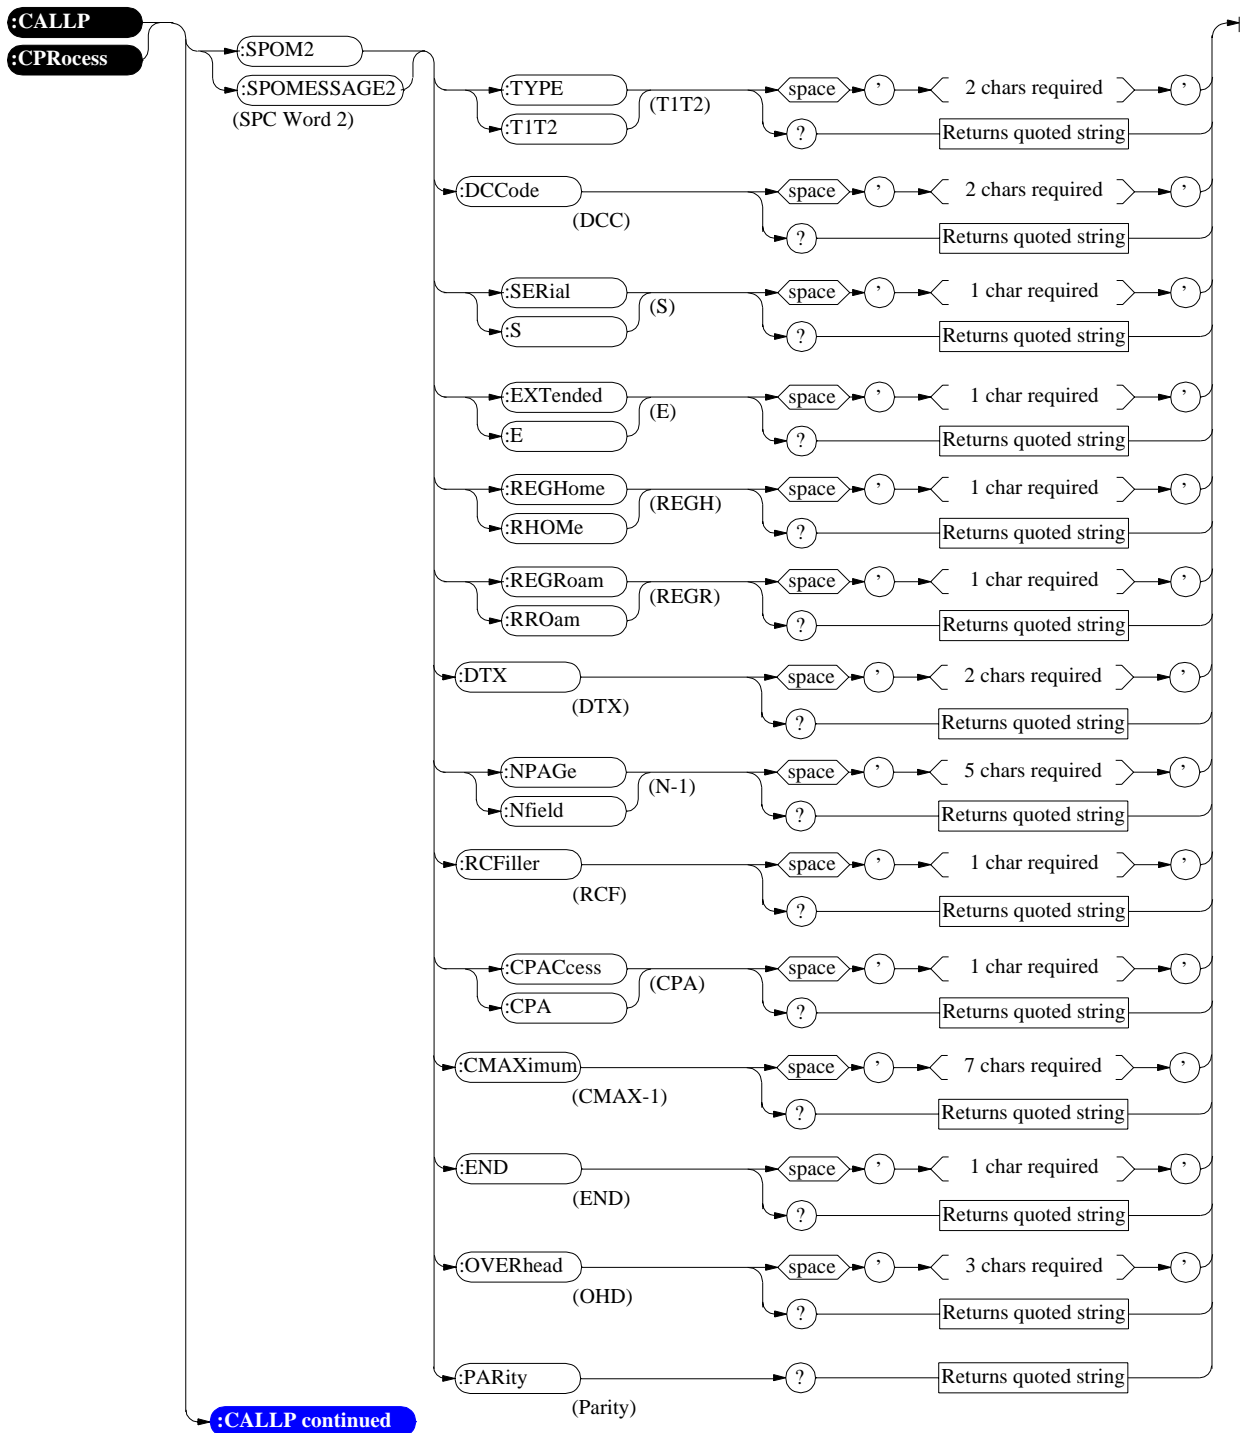 :CALLP
:CPRocess
:SPOM2
:SPOMESSAGE2
(SPC Word 2)
:TYPE
:T1T2
(T1T2)
space
’
2 chars required
’
?
Returns quoted string
:DCCode
(DCC)
space
’
2 chars required
’
?
Returns quoted string
:SERial
:S
(S)
space
’
1 char required
’
?
Returns quoted string
:EXTended
:E
(E)
space
’
1 char required
’
?
Returns quoted string
:REGHome
:RHOMe
(REGH)
space
’
1 char required
’
?
Returns quoted string
:REGRoam
:RROam
(REGR)
space
’
1 char required
’
?
Returns quoted string
:DTX
(DTX)
space
’
2 chars required
’
?
Returns quoted string
:NPAGe
:Nfield
(N-1)
space
’
5 chars required
’
?
Returns quoted string
:RCFiller
(RCF)
space
’
1 char required
’
?
Returns quoted string
:CPACcess
:CPA
(CPA)
space
’
1 char required
’
?
Returns quoted string
:CMAXimum
(CMAX-1)
space
’
7 chars required
’
?
Returns quoted string
:END
(END)
space
’
1 char required
’
?
Returns quoted string
:OVERhead
(OHD)
space
’
3 chars required
’
?
Returns quoted string
:PARity
(Parity)
?
Returns quoted string
:CALLP continued